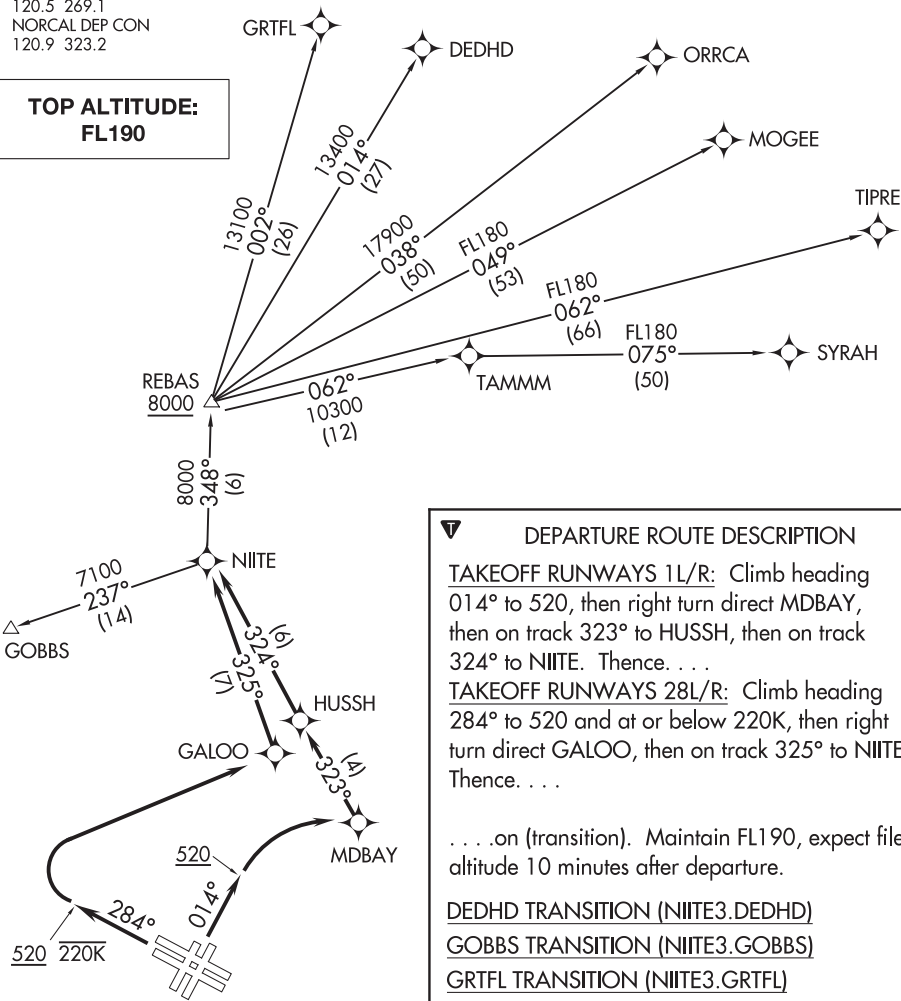 120.5 269.1
NORCAL DEP CON
120.9 323.2
TOP ALTITUDE:
FL190
GRTFL
DEDHD
ORRCA
MOGEE
TIPRE
13100
002°
(26)
13400
014°
(27)
17900
038°
(50)
FL180
049°
(53)
FL180
062°
(66)
FL180
075°
(50)
SYRAH
TAMMM
REBAS
8000
062°
10300
(12)
8000
348°
(6)
NIITE
7100
237°
(14)
GOBBS
(6)
324°
325°
(7)
HUSSH
GALOO
(4)
323°
MDBAY
520
014°
284°
520 220K
T
DEPARTURE ROUTE DESCRIPTION
TAKEOFF RUNWAYS 1L/R: Climb heading
014° to 520, then right turn direct MDBAY,
then on track 323° to HUSSH, then on track
324° to NIITE. Thence. . . .
TAKEOFF RUNWAYS 28L/R: Climb heading
284° to 520 and at or below 220K, then right
turn direct GALOO, then on track 325° to NIITE
Thence. . . .
. . . .on (transition). Maintain FL190, expect file
altitude 10 minutes after departure.
DEDHD TRANSITION (NIITE3.DEDHD)
GOBBS TRANSITION (NIITE3.GOBBS)
GRTFL TRANSITION (NIITE3.GRTFL)